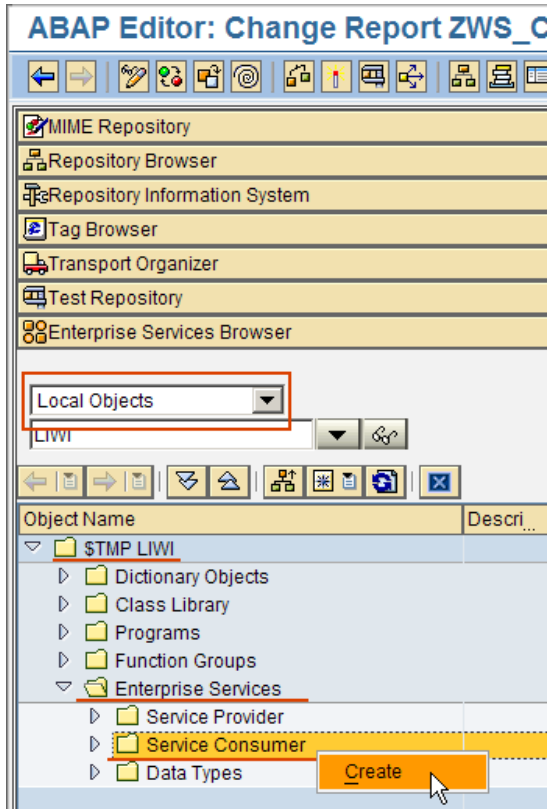 ABAP Editor: Change Report ZWS_C
MIME Repository
Repository Browser
Repository Information System
Tag Browser
Transport Organizer
Test Repository
Enterprise Services Browser
Local Objects
LIWI
Object Name Descri...
$TMP LIWI
Dictionary Objects
Class Library
Programs
Function Groups
Enterprise Services
Service Provider
Service Consumer
Data Types Create